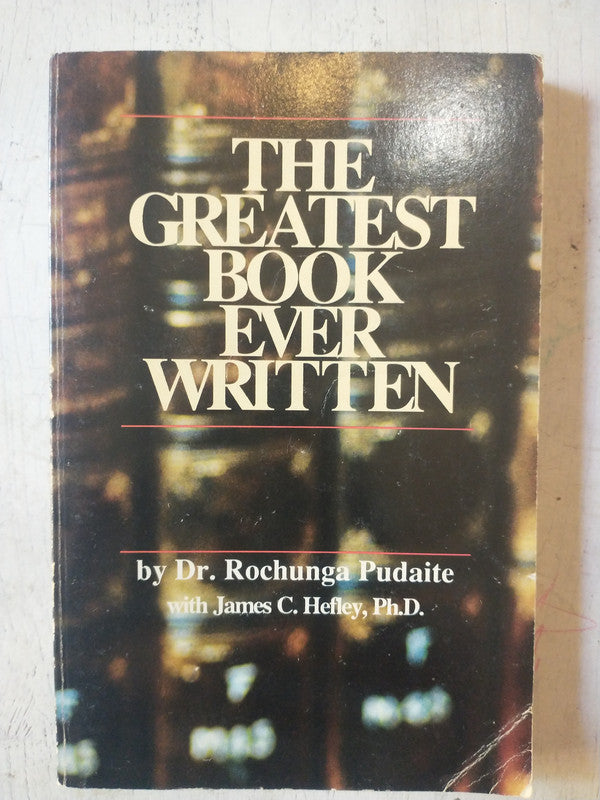 THE
GREATEST
BOOK
EVER
WRITTEN
by Dr. Rochunga Pudaite
with James C. Hefley, Ph.D.